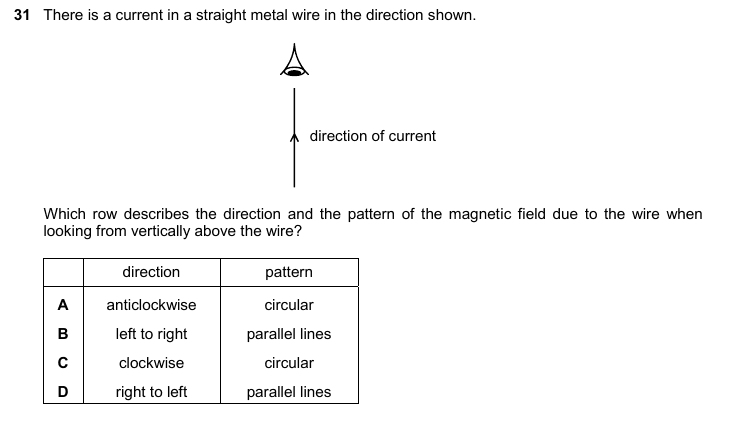 31 There is a current in a straight metal wire in the direction shown.
direction of current
Which row describes the direction and the pattern of the magnetic field due to the wire when
looking from vertically above the wire?
direction pattern
A anticlockwise circular
B left to right parallel lines
C clockwise circular
D right to left parallel lines